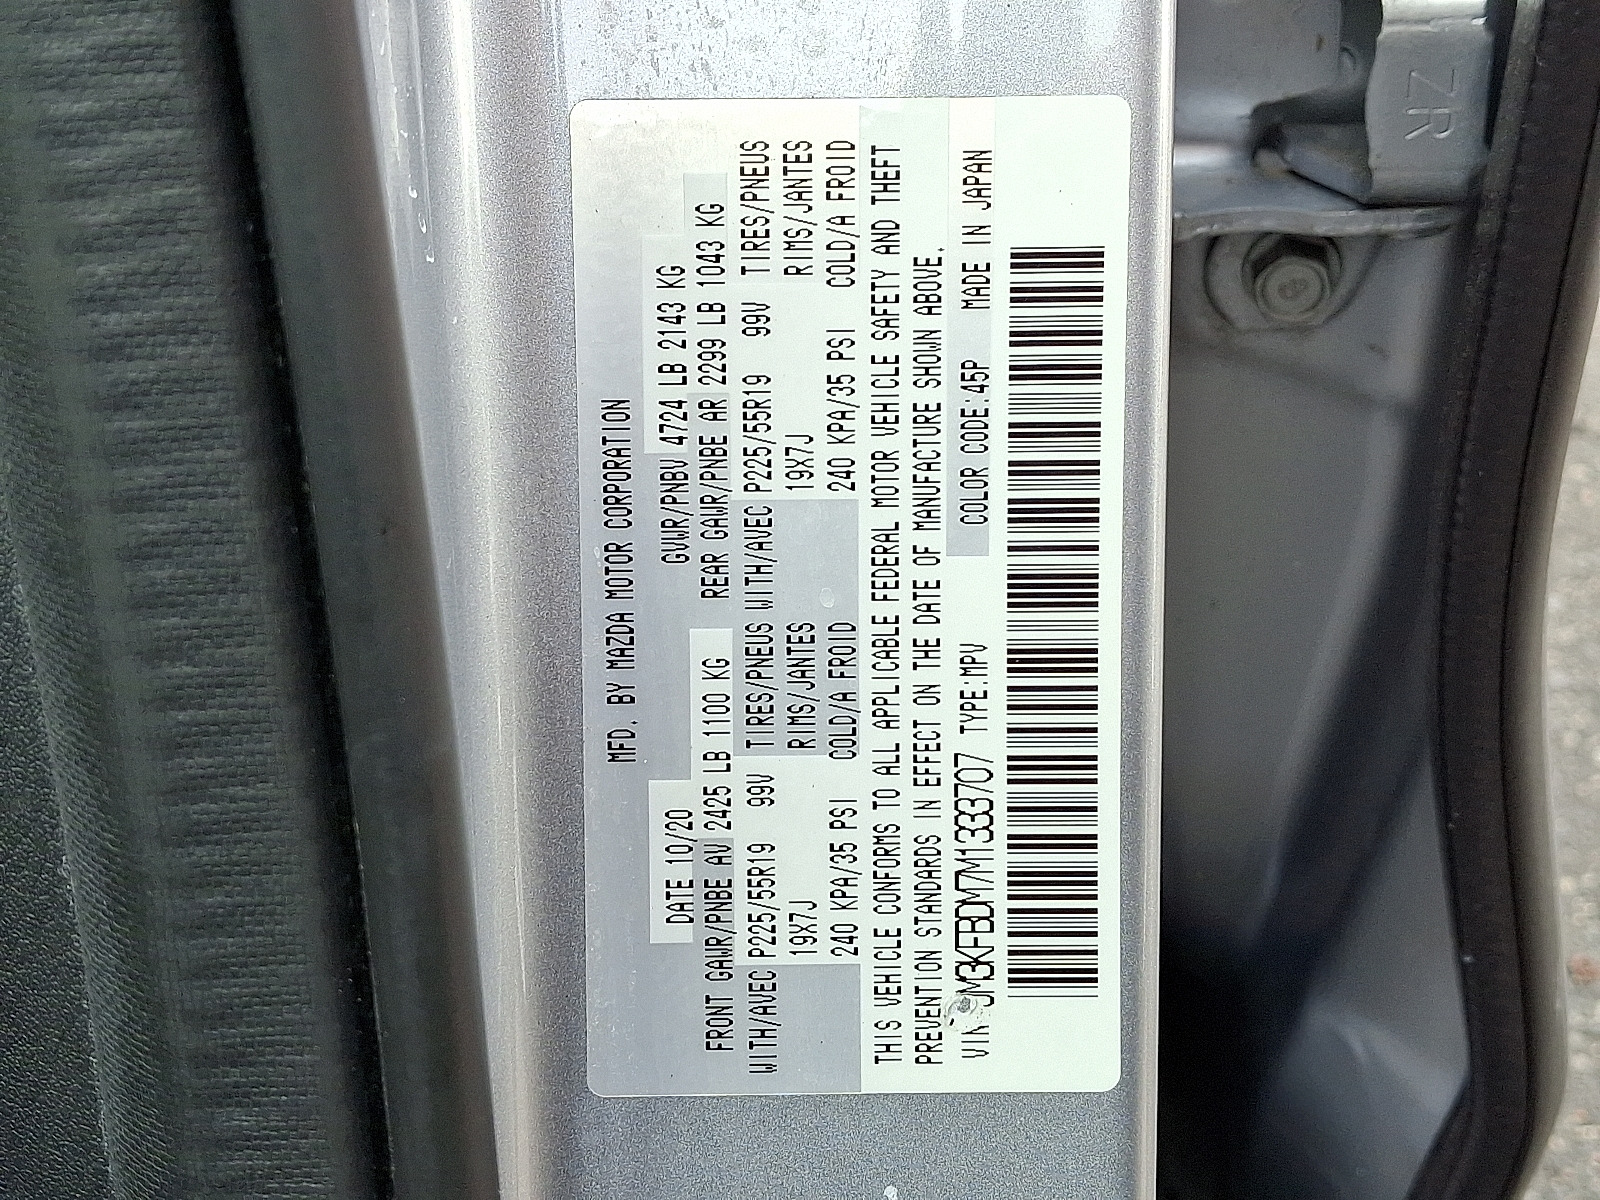 MFD. BY MAZDA MOTOR CORPORATION
DATE 10/20 GVWR/PNBV 4724 LB 2143 KG
FRONT GAWR/PNBE AV 2425 LB 1100 KG REAR GAWR/PNBE AR 2299 LB 1043 KG
WITH/AVEC P225/55R19 99V TIRES/PNEUS WITH/AVEC P225/55R19 99V TIRES/PNEUS
19X7J RIMS/JANTES 19X7J RIMS/JANTES
240 KPA/35 PSI COLD/A FROID 240 KPA/35 PSI COLD/A FROID
THIS VEHICLE CONFORMS TO ALL APPLICABLE FEDERAL MOTOR VEHICLE SAFETY AND THEFT
PREVENTION STANDARDS IN EFFECT ON THE DATE OF MANUFACTURE SHOWN ABOVE.
VIN JM3KFBDM7M1333707 TYPE:MPV COLOR CODE:45P MADE IN JAPAN
ZR